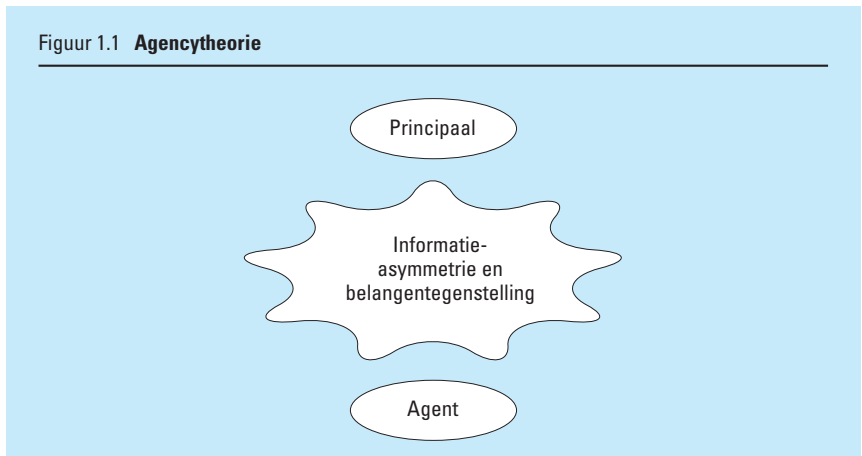 Figuur 1.1 Agencytheorie
Principaal
Informatie-
asymmetrie en
belangentegenstelling
Agent